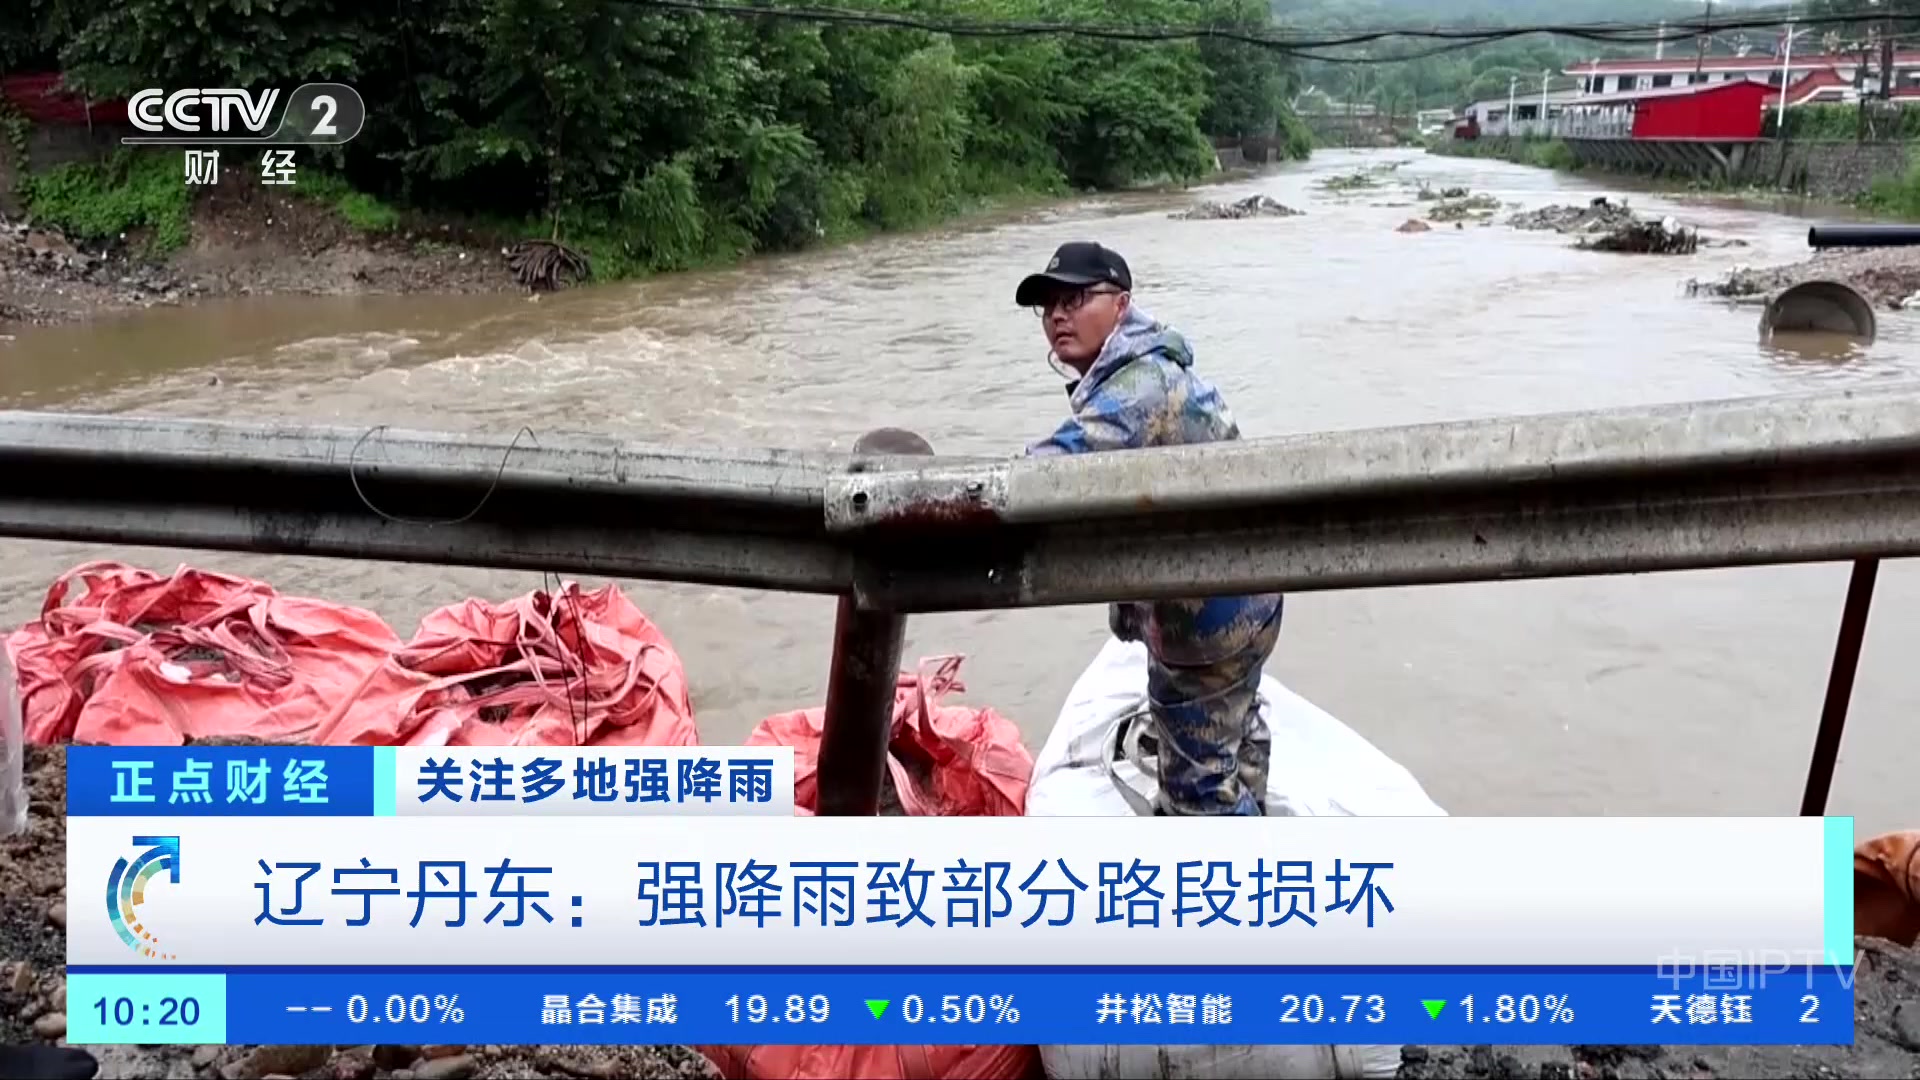 CCTV 2
财经
正点财经 关注多地强降雨
辽宁丹东：强降雨致部分路段损坏
中国IPTV
10:20 -- 0.00% 晶合集成 19.89 ▼0.50% 井松智能 20.73 ▼1.80% 天德钰 2